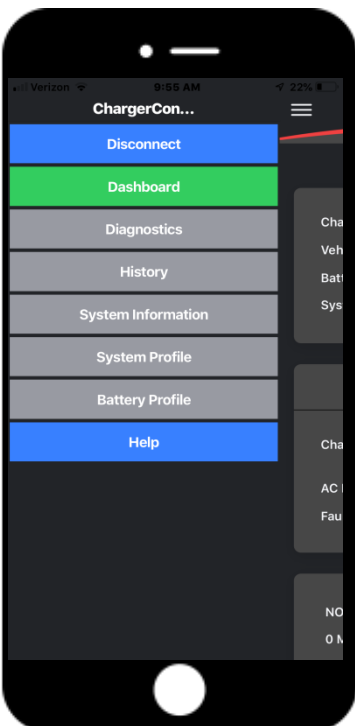 Verizon 9:55 AM 22%
ChargerCon...
Disconnect
Dashboard
Diagnostics
History
System Information
System Profile
Battery Profile
Help
Cha
Veh
Bat
Sys
Cha
AC
Fau
NO
0